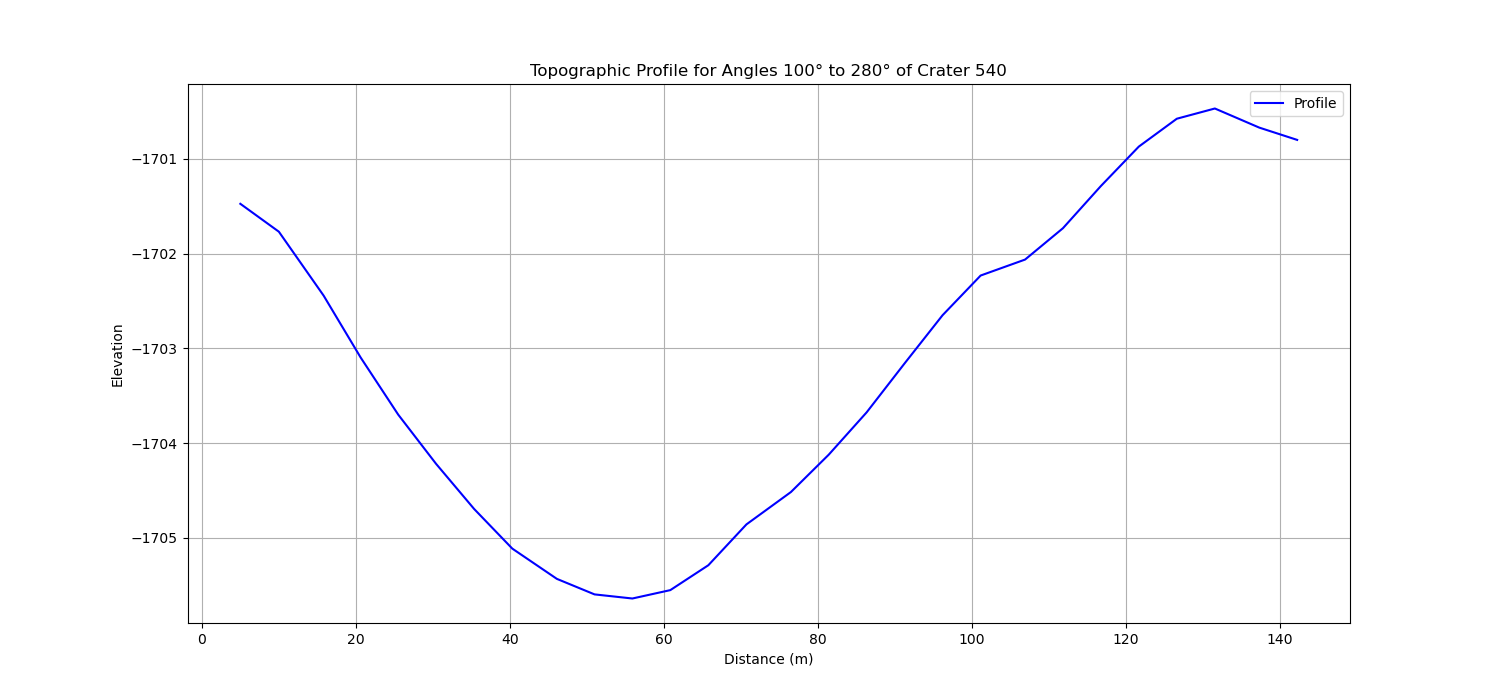 Topographic Profile for Angles 100° to 280° of Crater 540
Profile
−1701
−1702
−1703
−1704
−1705
Elevation
0 20 40 60 80 100 120 140
Distance (m)